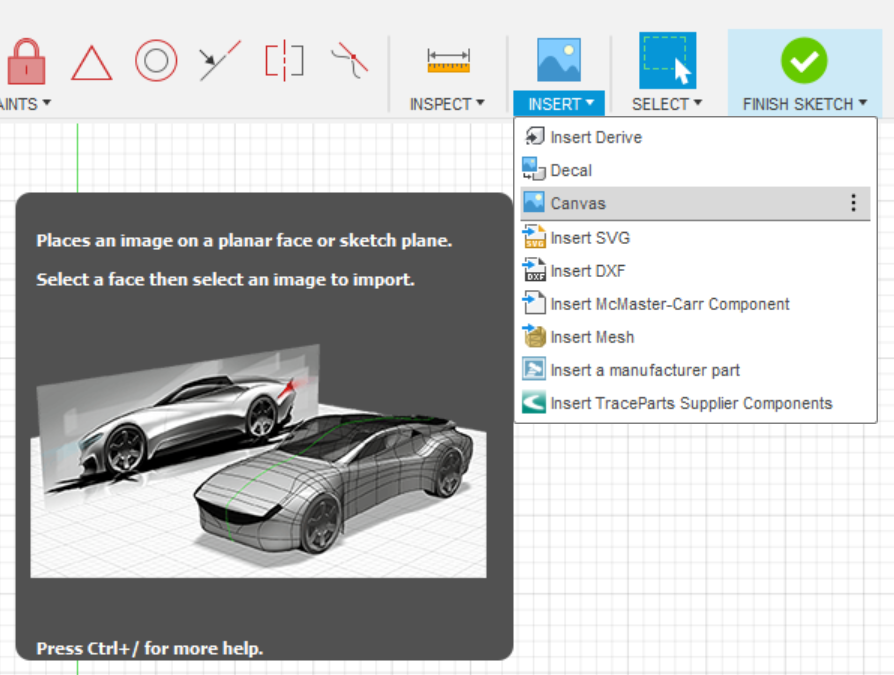 AINTS ▾
INSPECT ▾
INSERT ▾
SELECT ▾
FINISH SKETCH ▾
Insert Derive
Decal
Canvas
SVG Insert SVG
DXF Insert DXF
Insert McMaster-Carr Component
Insert Mesh
Insert a manufacturer part
Insert TraceParts Supplier Components
Places an image on a planar face or sketch plane.
Select a face then select an image to import.
Press Ctrl+/ for more help.